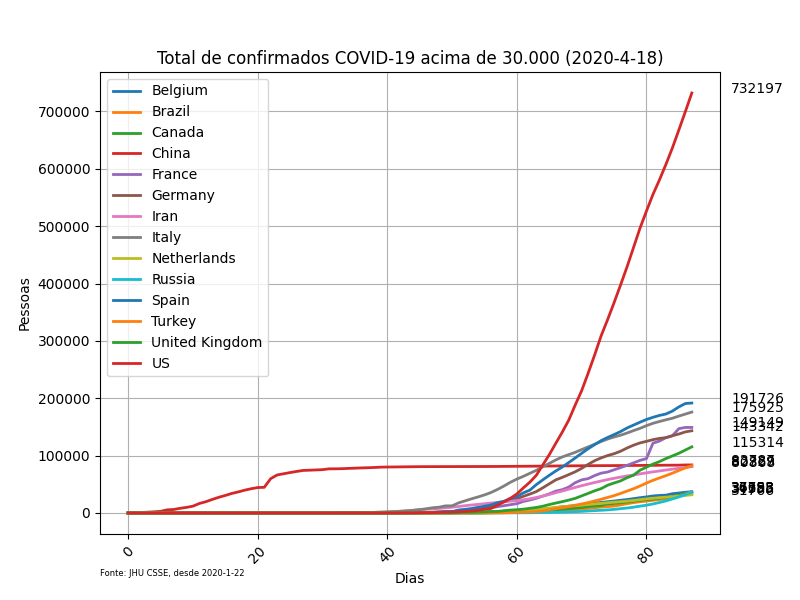 Total de confirmados COVID-19 acima de 30.000 (2020-4-18)
Belgium
Brazil
Canada
China
France
Germany
Iran
Italy
Netherlands
Russia
Spain
Turkey
United Kingdom
US
700000
600000
500000
400000
300000
200000
100000
0
Pessoas
732197
191726
175925
149149
115314
0
20
40
60
80
Dias
Fonte: JHU CSSE, desde 2020-1-22